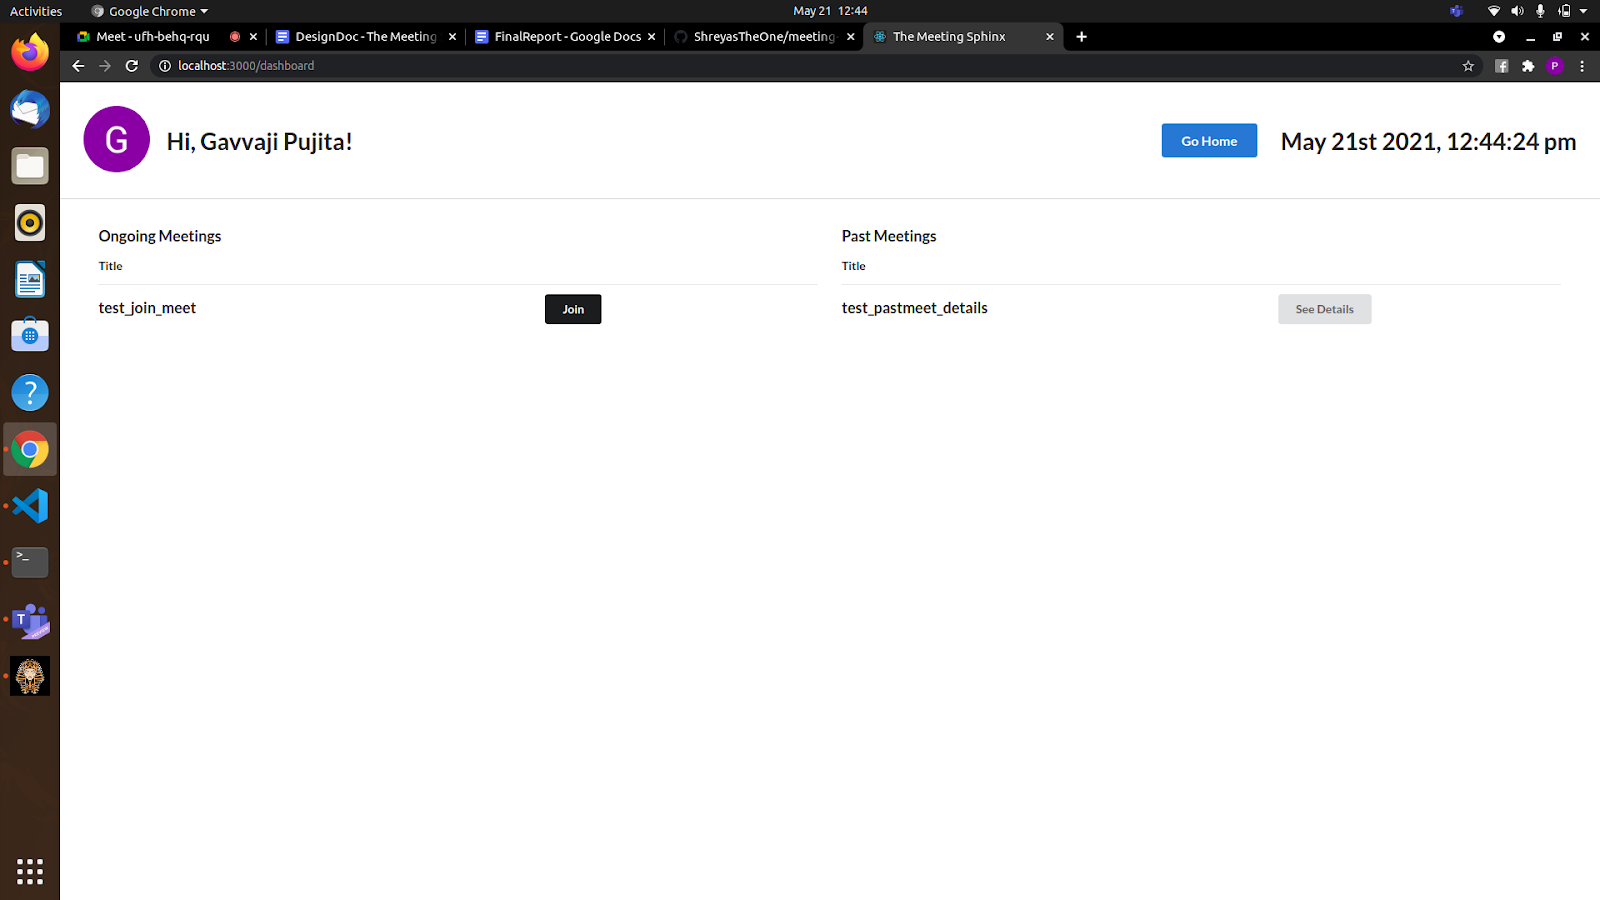 Activities
Google Chrome
May 21 12:44
Meet - ufh-behq-rqu
DesignDoc - The Meeting
FinalReport - Google Docs
ShreyasTheOne/meeting-
The Meeting Sphinx
localhost:3000/dashboard
P
G
Hi, Gavvaji Pujita!
Go Home
May 21st 2021, 12:44:24 pm
Ongoing Meetings
Title
test_join_meet
Join
Past Meetings
Title
test_pastmeet_details
See Details